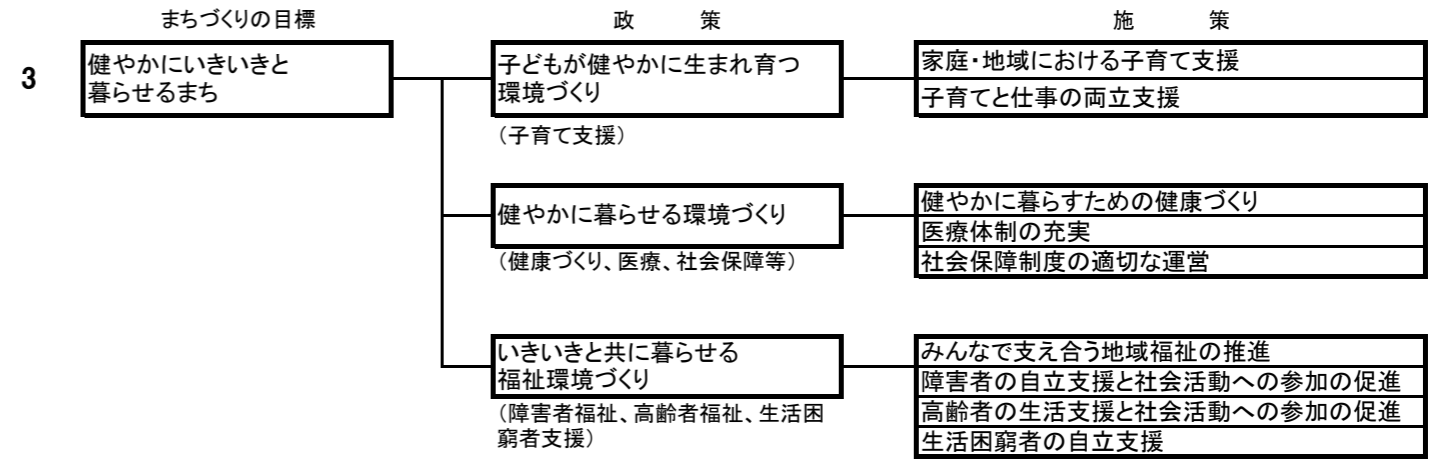 まちづくりの目標
政　策
施　策
3
健やかにいきいきと
暮らせるまち
子どもが健やかに生まれ育つ
環境づくり
（子育て支援）
家庭・地域における子育て支援
子育てと仕事の両立支援
健やかに暮らせる環境づくり
（健康づくり、医療、社会保障等）
健やかに暮らすための健康づくり
医療体制の充実
社会保障制度の適切な運営
いきいきと共に暮らせる
福祉環境づくり
（障害者福祉、高齢者福祉、生活困
窮者支援）
みんなで支え合う地域福祉の推進
障害者の自立支援と社会活動への参加の促進
高齢者の生活支援と社会活動への参加の促進
生活困窮者の自立支援